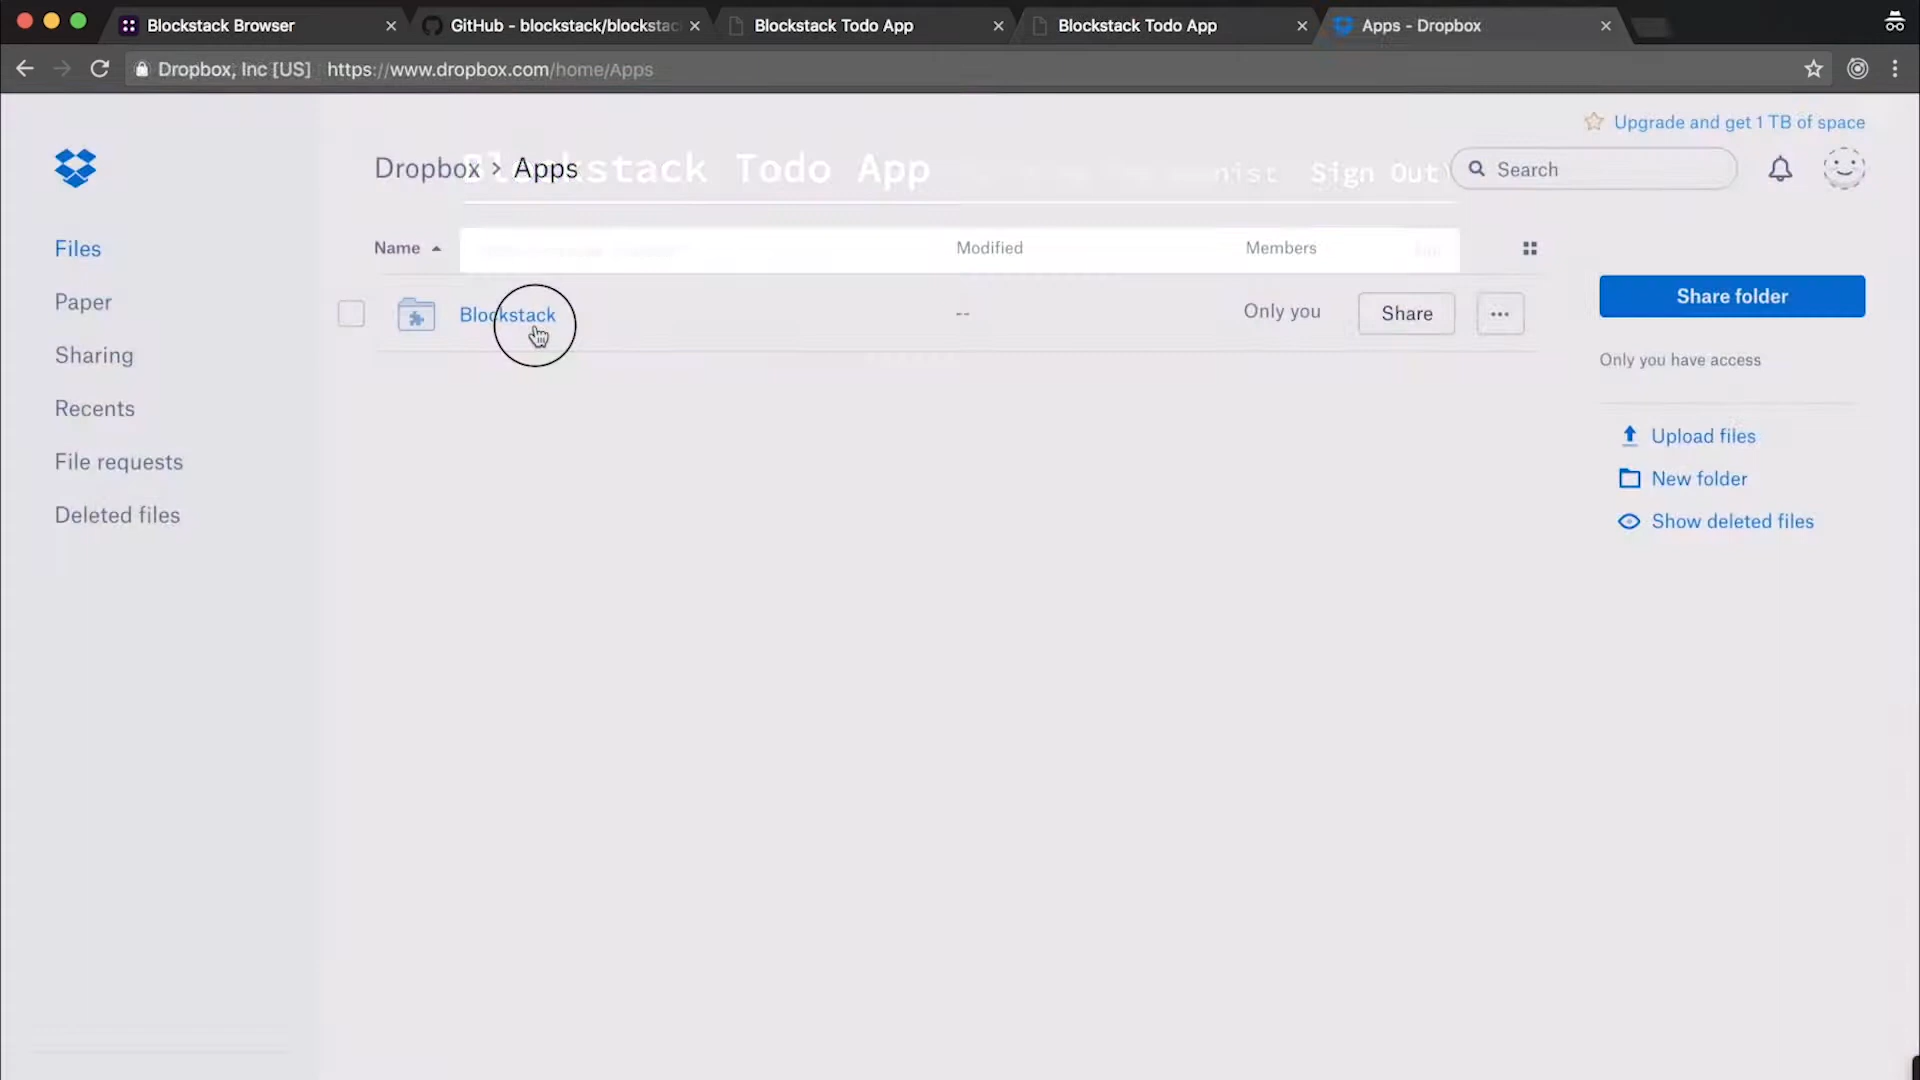 Blockstack Browser
GitHub - blockstack/blockstac
Blockstack Todo App
Blockstack Todo App
Apps - Dropbox
Dropbox, Inc [US] https://www.dropbox.com/home/Apps
Upgrade and get 1 TB of space
Dropbox > Apps
Blockstack Todo App
Sign Out
Search
Files
Paper
Sharing
Recents
File requests
Deleted files
Name Modified Members
Blockstack -- Only you Share
Share folder
Only you have access
Upload files
New folder
Show deleted files